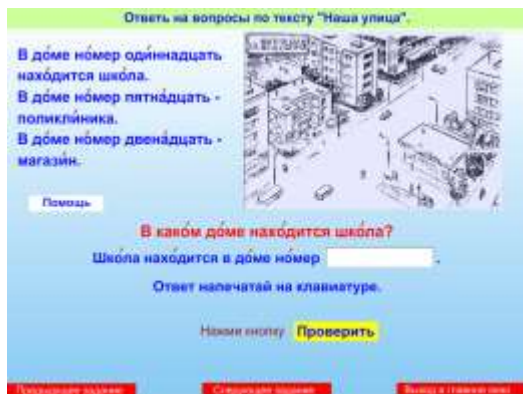 Ответь на вопросы по тексту "Наша улица".
В до́ме но́мер оди́ннадцать
нахо́дится шко́ла.
В до́ме но́мер пятна́дцать -
поликли́ника.
В до́ме но́мер двена́дцать -
магази́н.
Помощь
В како́м до́ме нахо́дится шко́ла?
Шко́ла нахо́дится в до́ме но́мер .
Ответ напечатай на клавиатуре.
Нажми кнопку Проверить
Предыдущее задание Следующее задание Выход в главное окно